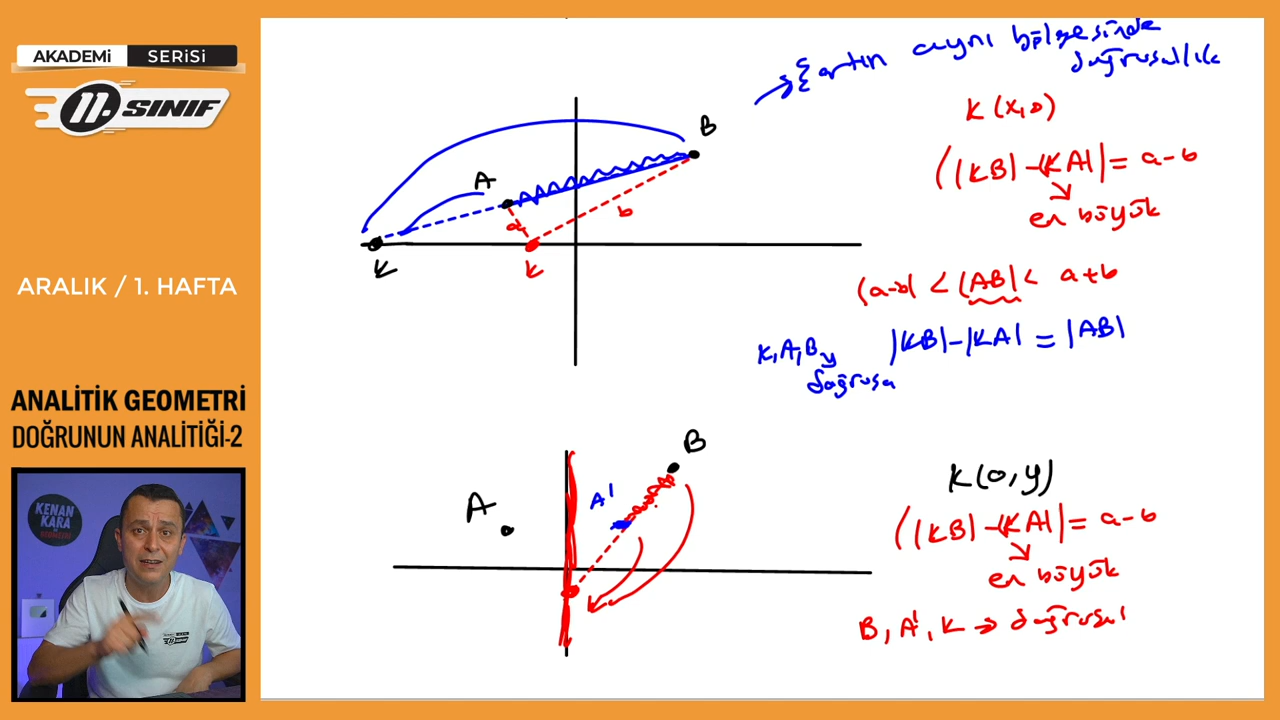 AKADEMİ SERİSİ
11. SINIF
ARALIK / 1. HAFTA
ANALİTİK GEOMETRİ
DOĞRUNUN ANALİTİĞİ-2
KENAN
KARA
aynı bölgesinde
doğrusallık
K(x,0)
(|KB|-|KA|=a-b
en büyük
B
A
a
b
K
K
|a-b| < |AB| < a+b
K,A,B
doğrusal
|KB|-|KA| = |AB|
B
A'
A
K(0,y)
(|KB|-|KA|=a-b
en büyük
B, A', K → doğrusal